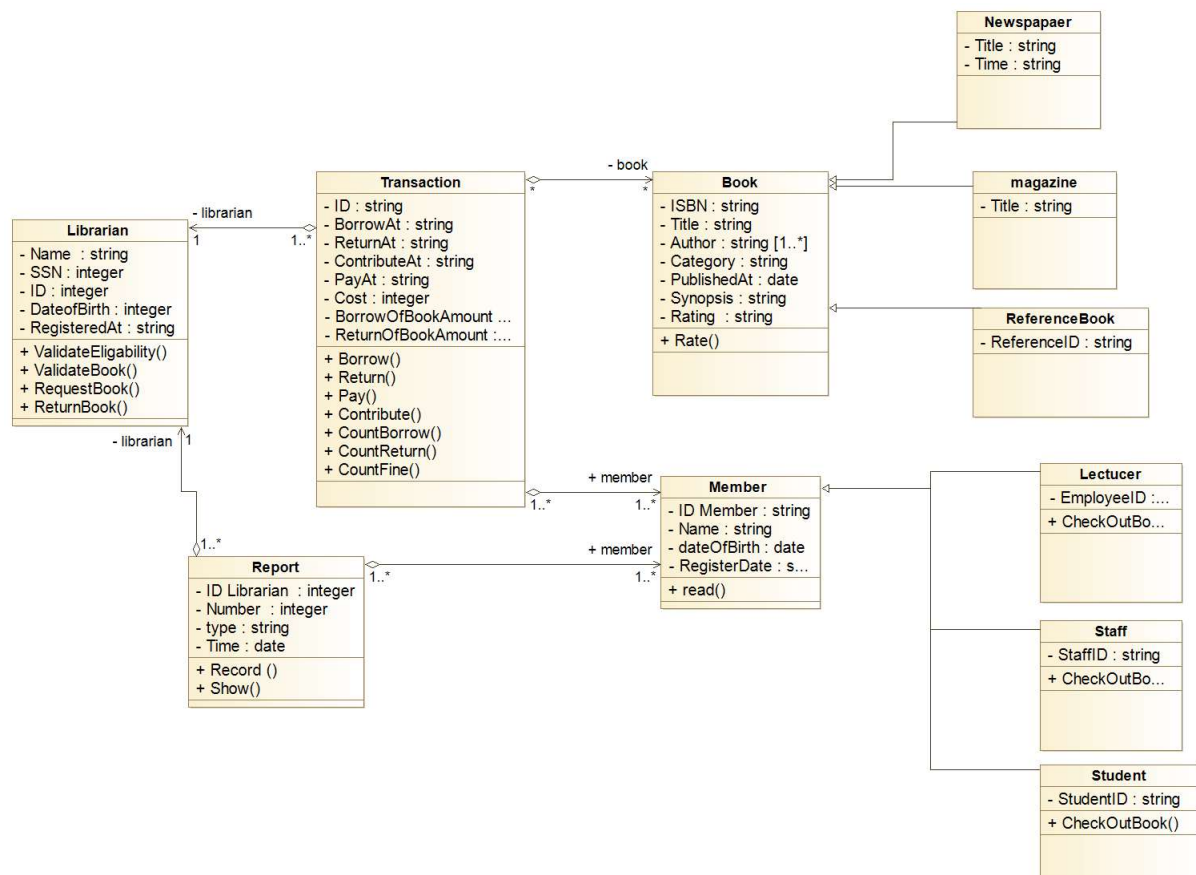 Newspapaer
- Title : string
- Time : string
- book
*
*
Transaction
- ID : string
- BorrowAt : string
- ReturnAt : string
- ContributeAt : string
- PayAt : string
- Cost : integer
- BorrowOfBookAmount ...
- ReturnOfBookAmount :...
+ Borrow()
+ Return()
+ Pay()
+ Contribute()
+ CountBorrow()
+ CountReturn()
+ CountFine()
Book
- ISBN : string
- Title : string
- Author : string [1..*]
- Category : string
- PublishedAt : date
- Synopsis : string
- Rating : string
+ Rate()
magazine
- Title : string
- librarian
1
1..*
Librarian
- Name : string
- SSN : integer
- ID : integer
- DateofBirth : integer
- RegisteredAt : string
+ ValidateEligability()
+ ValidateBook()
+ RequestBook()
+ ReturnBook()
ReferenceBook
- ReferenceID : string
- librarian
1
1..*
+ member
1..*
1..*
Member
- ID Member : string
- Name : string
- dateOfBirth : date
- RegisterDate : s...
+ read()
Lectucer
- EmployeeID :...
+ CheckOutBo...
+ member
1..*
1..*
Report
- ID Librarian : integer
- Number : integer
- type : string
- Time : date
+ Record ()
+ Show()
Staff
- StaffID : string
+ CheckOutBo...
Student
- StudentID : string
+ CheckOutBook()